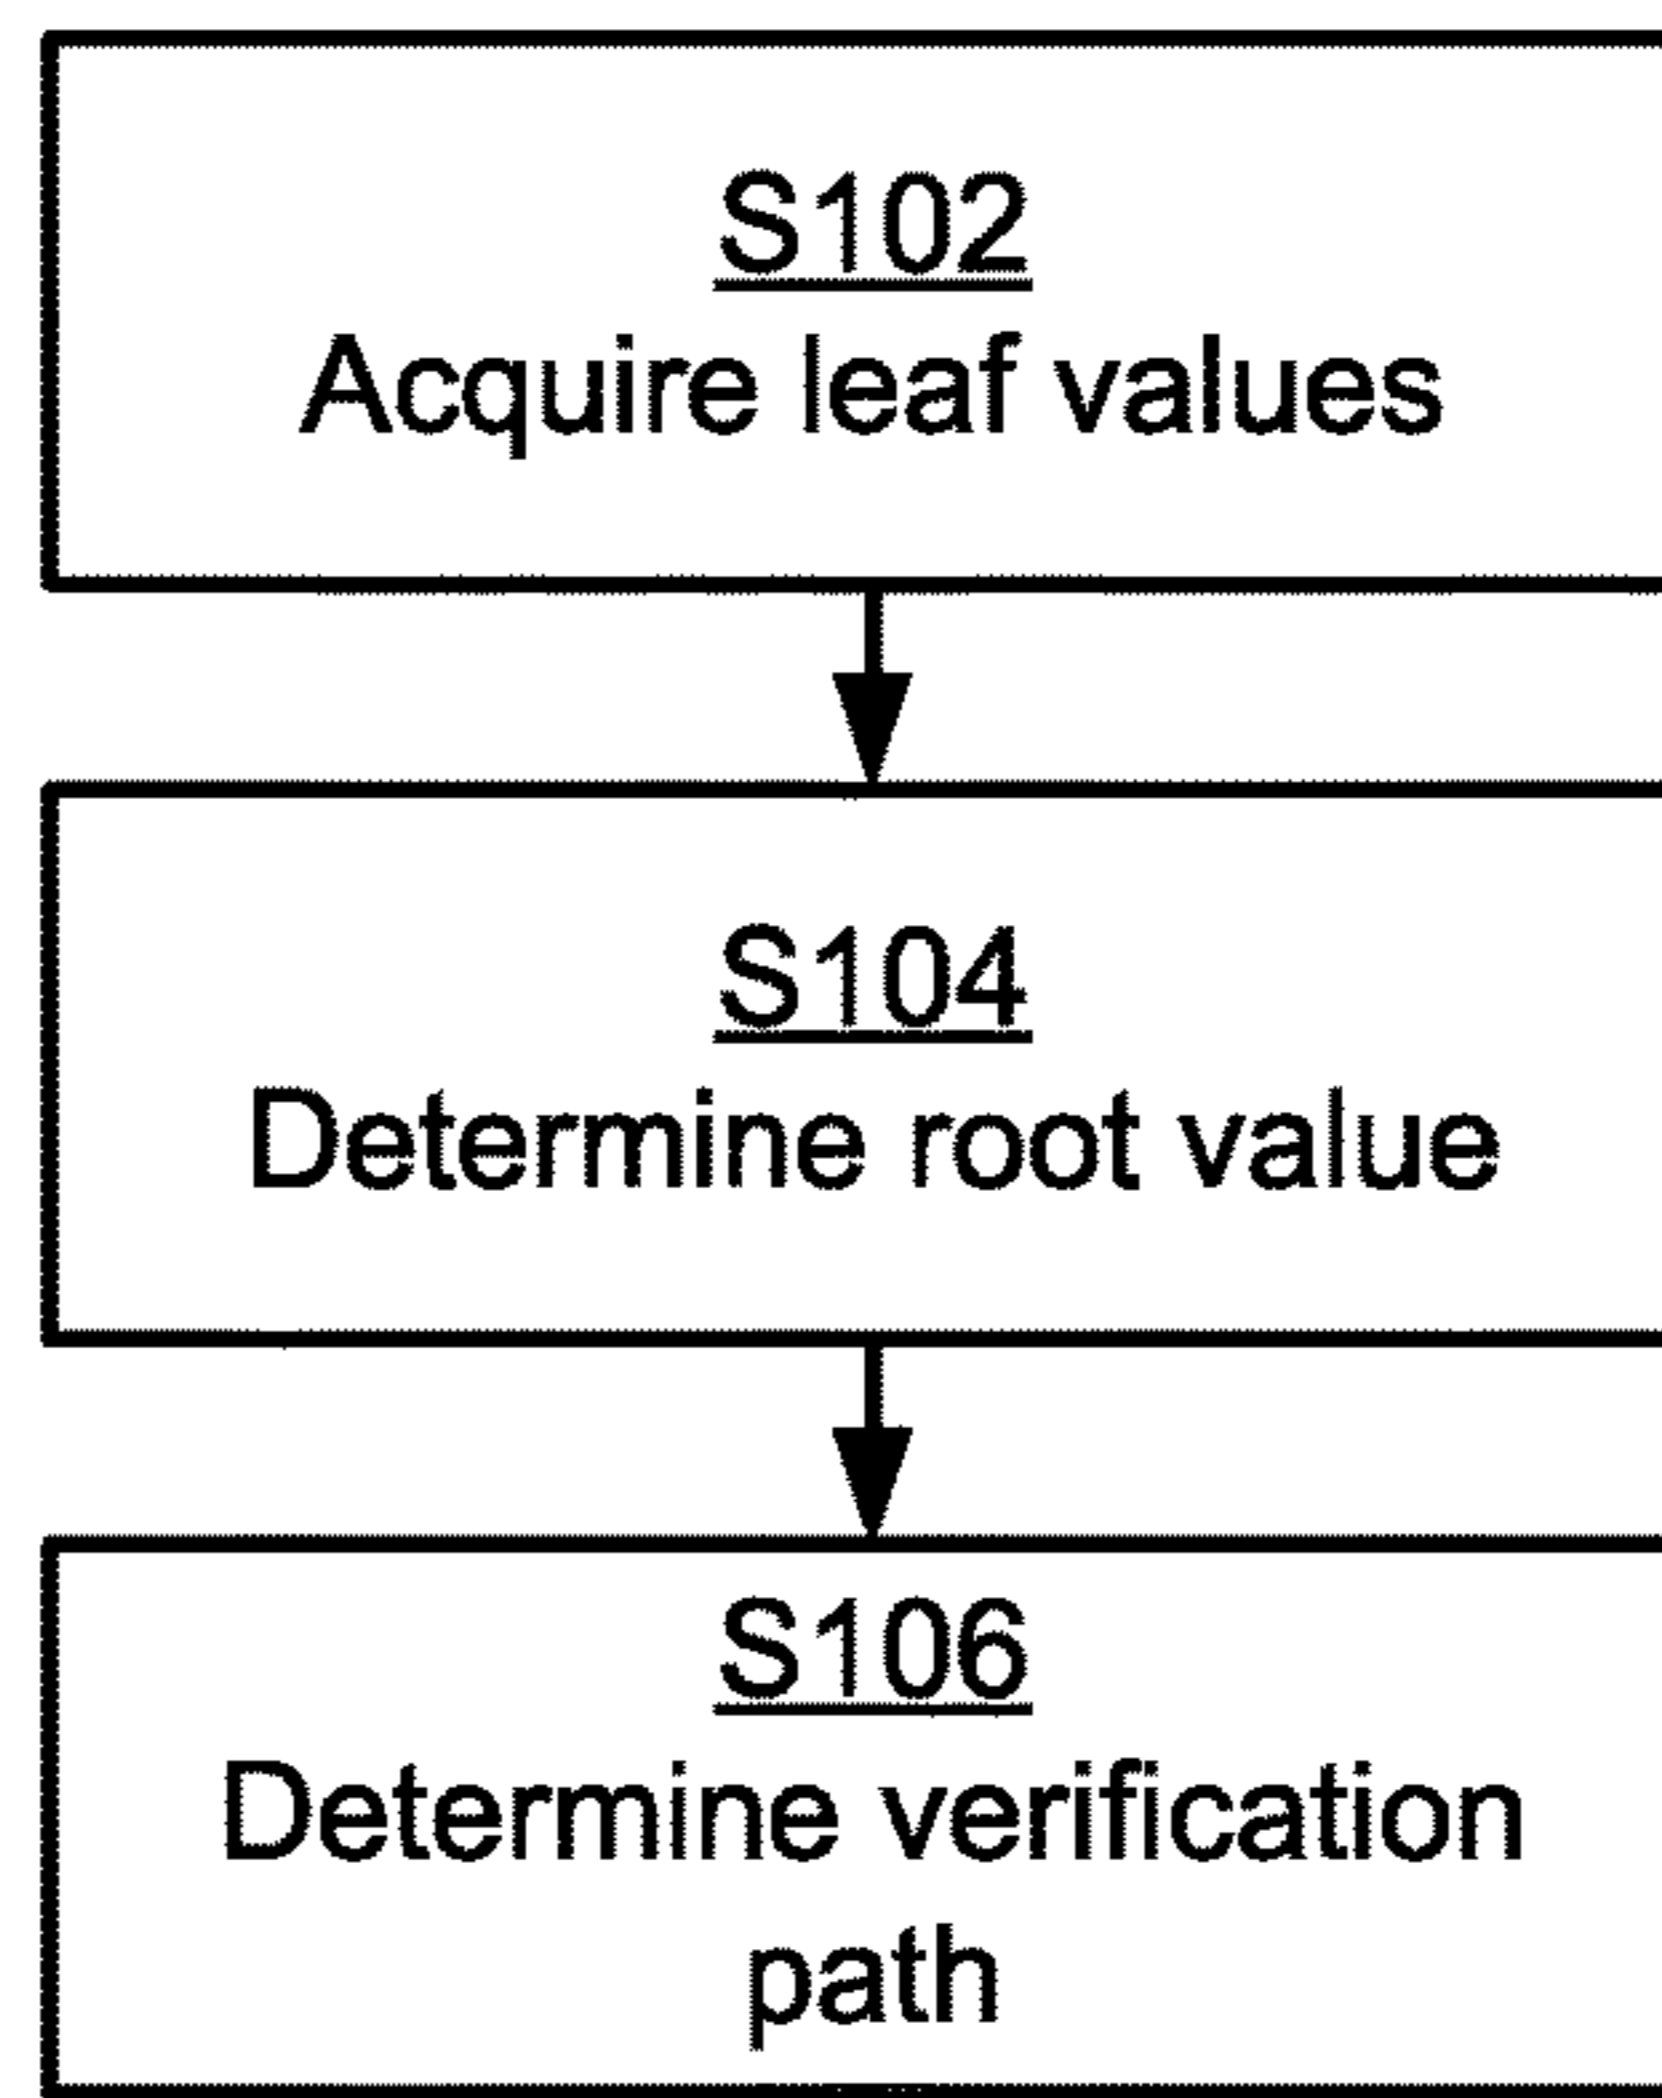 S102
Acquire leaf values
S104
Determine root value
S106
Determine verification
path